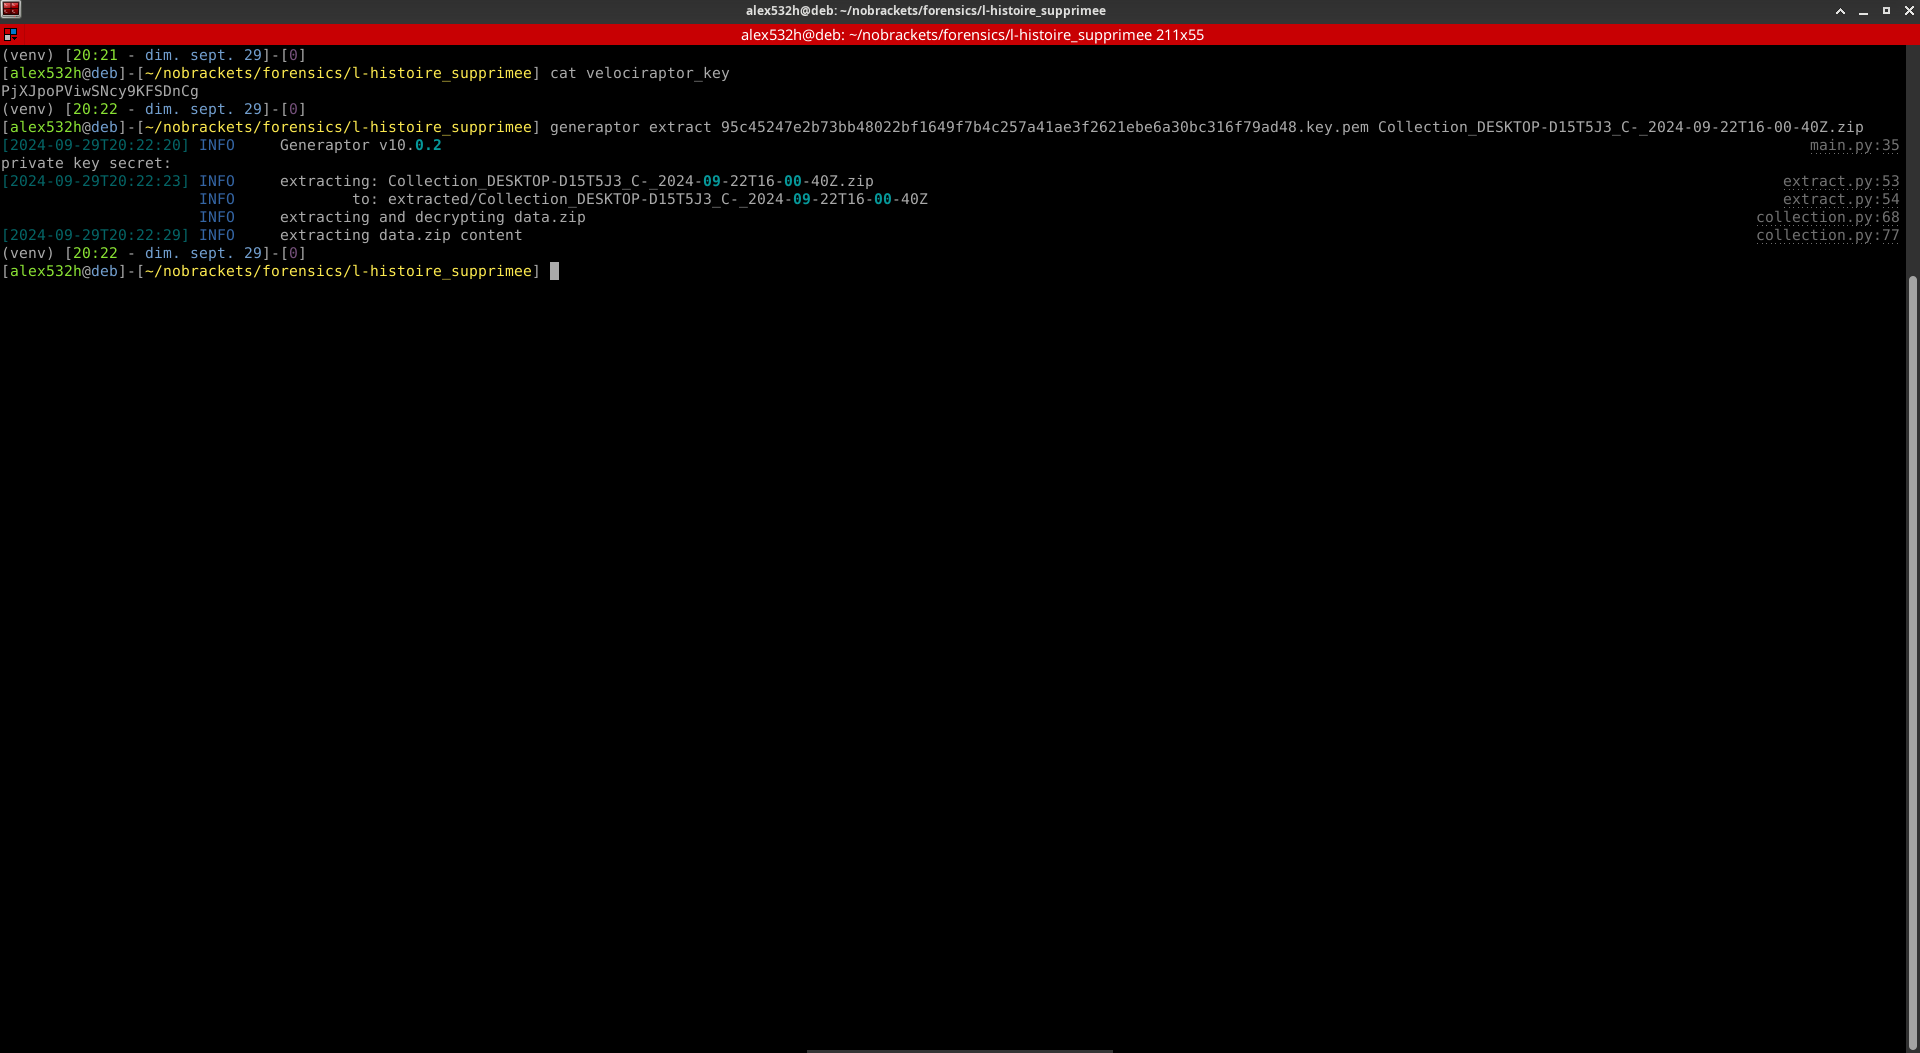 alex532h@deb: ~/nobrackets/forensics/l-histoire_supprimee
alex532h@deb: ~/nobrackets/forensics/l-histoire_supprimee 211x55
(venv) [20:21 - dim. sept. 29]-[0]
[alex532h@deb]-[~/nobrackets/forensics/l-histoire_supprimee] cat velociraptor_key
PjXJpoPViwSNcy9KFSDnCg
(venv) [20:22 - dim. sept. 29]-[0]
[alex532h@deb]-[~/nobrackets/forensics/l-histoire_supprimee] generaptor extract 95c45247e2b73bb48022bf1649f7b4c257a41ae3f2621ebe6a30bc316f79ad48.key.pem Collection_DESKTOP-D15T5J3_C-_2024-09-22T16-00-40Z.zip
[2024-09-29T20:22:20] INFO     Generaptor v10.0.2 main.py:35
private key secret:
[2024-09-29T20:22:23] INFO     extracting: Collection_DESKTOP-D15T5J3_C-_2024-09-22T16-00-40Z.zip extract.py:53
INFO             to: extracted/Collection_DESKTOP-D15T5J3_C-_2024-09-22T16-00-40Z extract.py:54
INFO     extracting and decrypting data.zip collection.py:68
[2024-09-29T20:22:29] INFO     extracting data.zip content collection.py:77
(venv) [20:22 - dim. sept. 29]-[0]
[alex532h@deb]-[~/nobrackets/forensics/l-histoire_supprimee]